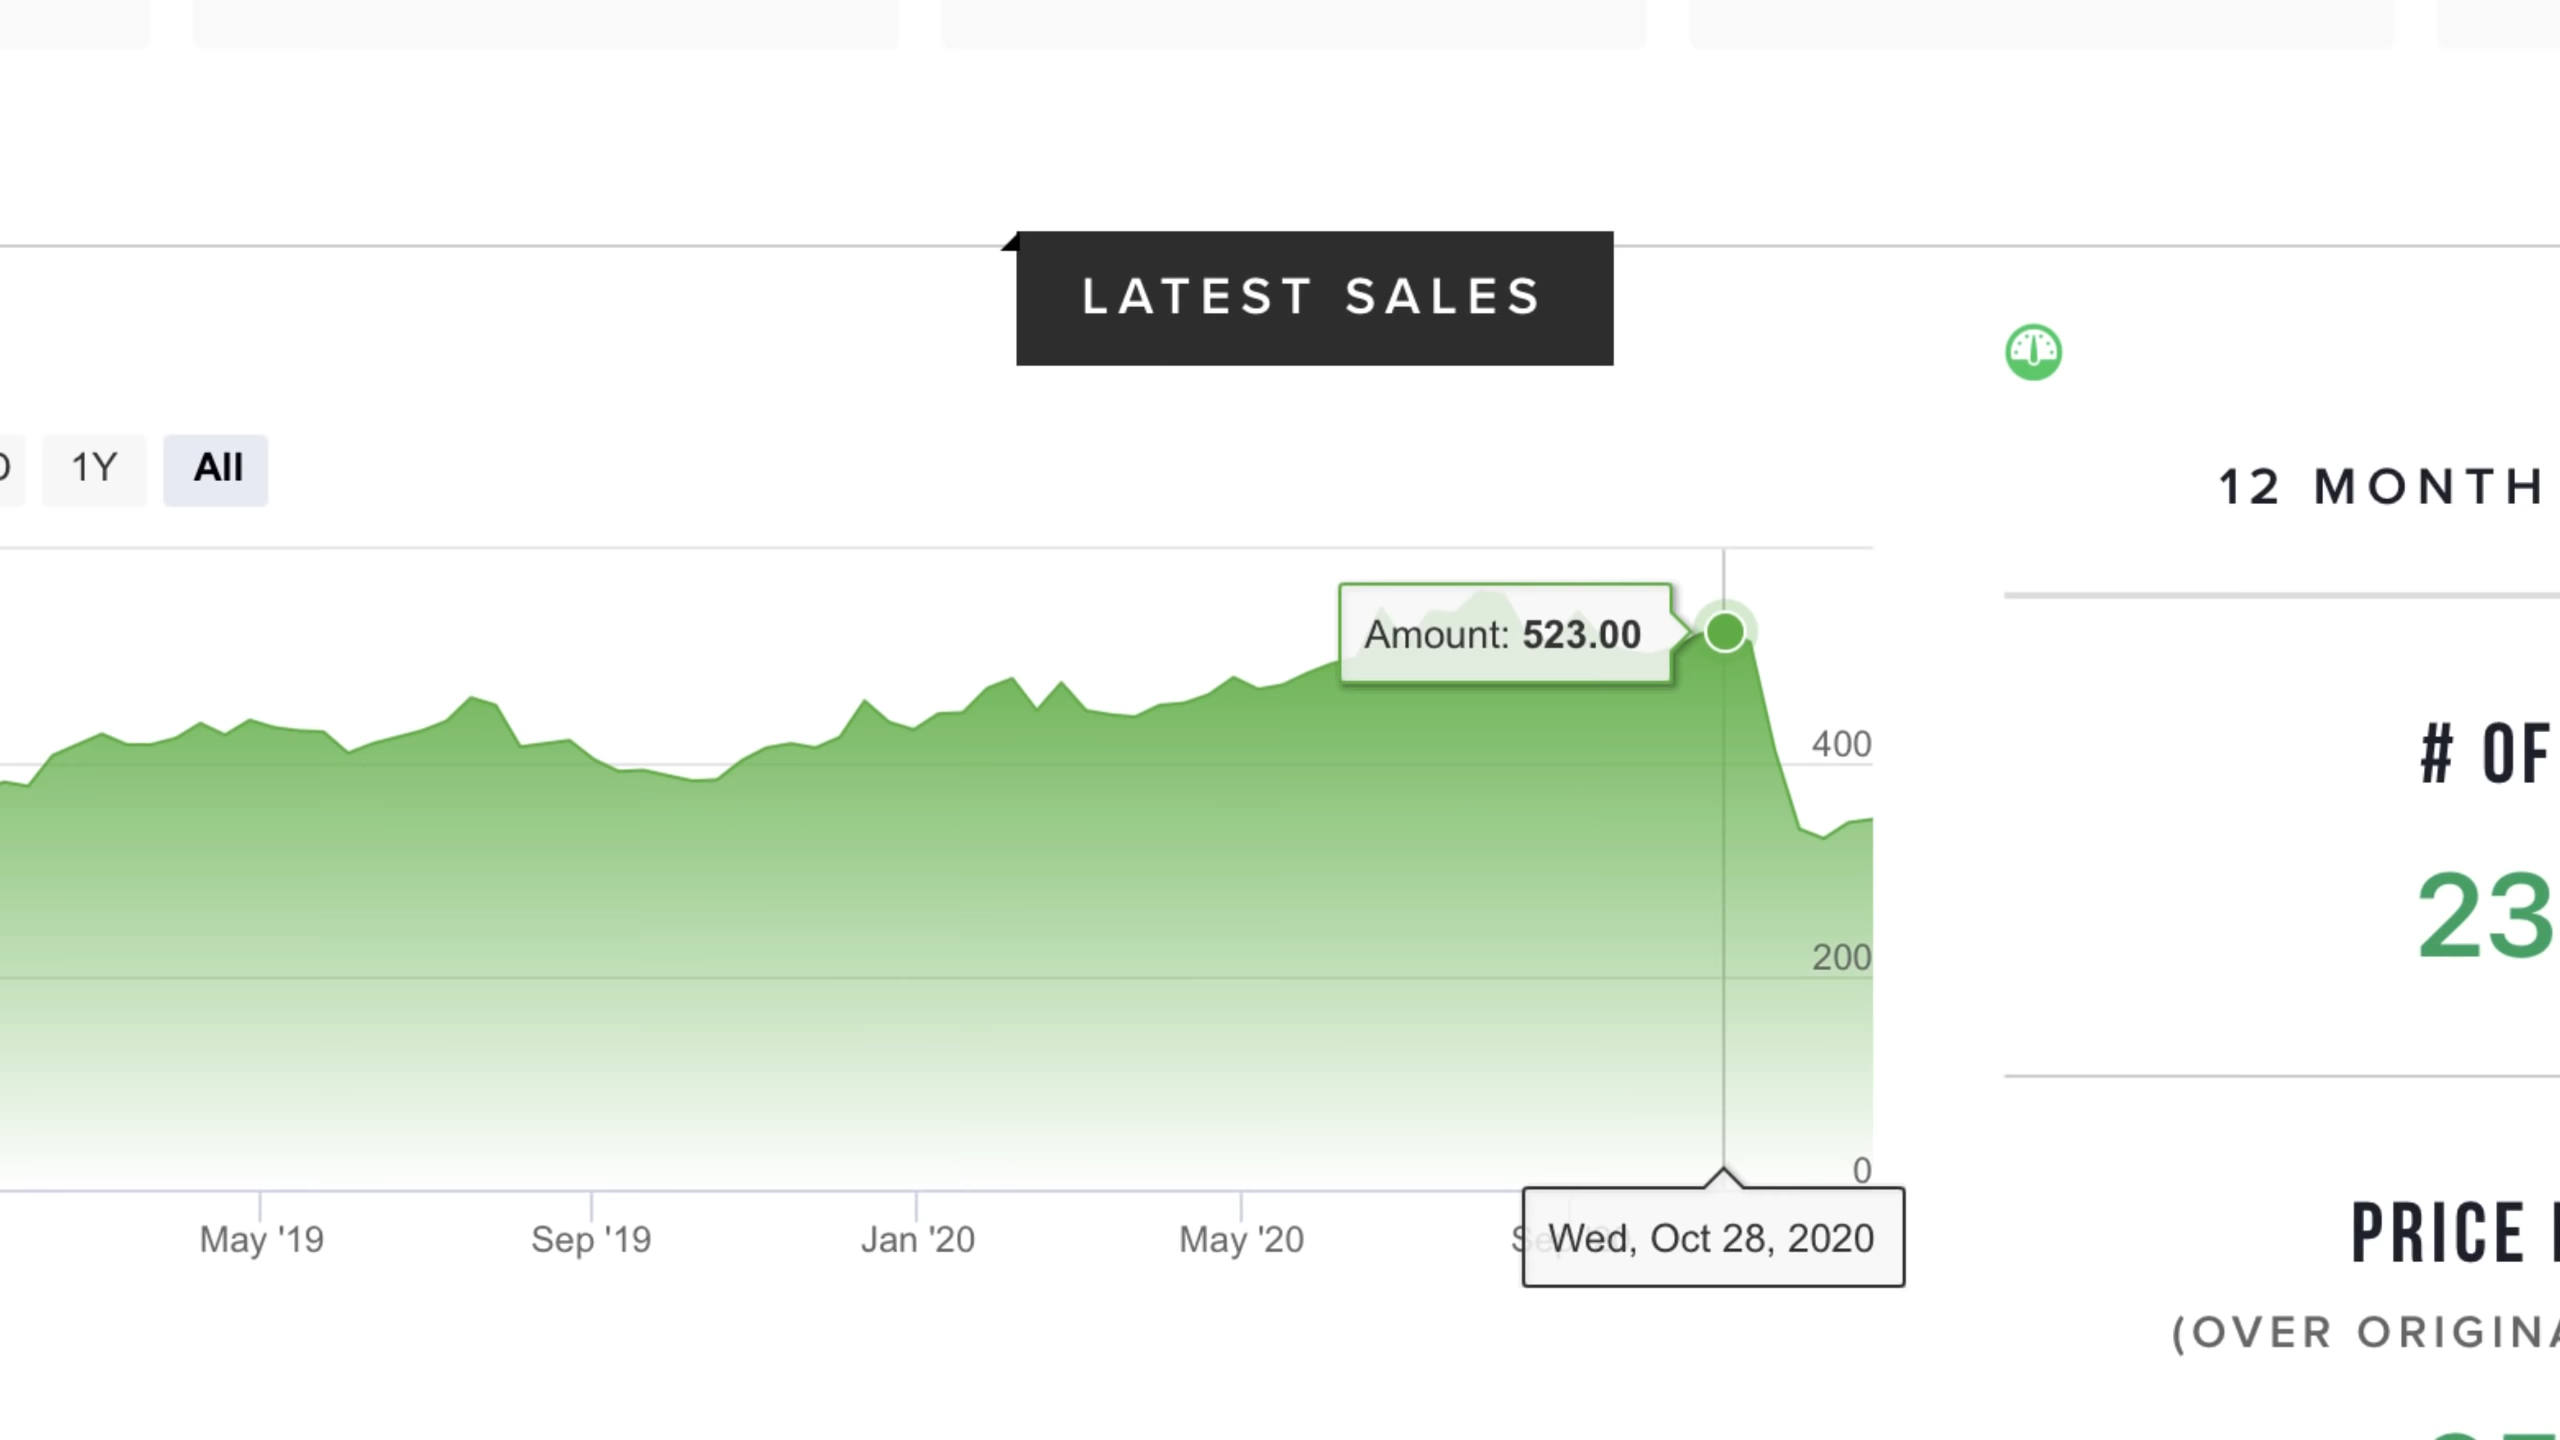 LATEST SALES
1Y
All
12 MONTH
Amount: 523.00
# OF
400
23
200
0
PRICE
May '19
Sep '19
Jan '20
May '20
Wed, Oct 28, 2020
(OVER ORIGINA